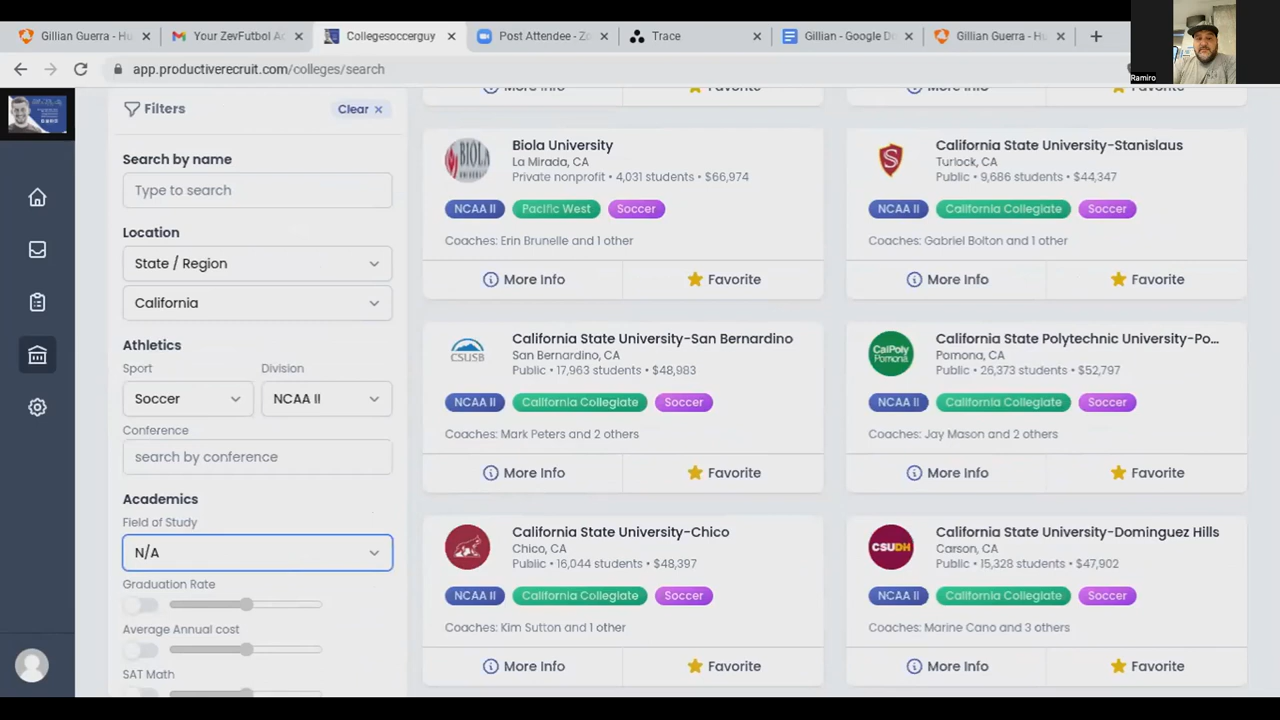 Gillian Guerra - Hu
Your ZevFutbol Ac
Collegesoccerguy
Post Attendee - Zo
Trace
Gillian - Google D
Gillian Guerra - Hu
Ramiro
app.productiverecruit.com/colleges/search
Filters
Clear ×
Search by name
Type to search
Location
State / Region
California
Athletics
Sport
Division
Soccer
NCAA II
Conference
search by conference
Academics
Field of Study
N/A
Graduation Rate
Average Annual cost
SAT Math
More Info
Favorite
More Info
Favorite
Biola University
La Mirada, CA
Private nonprofit • 4,031 students • $66,974
NCAA II
Pacific West
Soccer
Coaches: Erin Brunelle and 1 other
More Info
Favorite
California State University-Stanislaus
Turlock, CA
Public • 9,686 students • $44,347
NCAA II
California Collegiate
Soccer
Coaches: Gabriel Bolton and 1 other
More Info
Favorite
California State University-San Bernardino
San Bernardino, CA
Public • 17,963 students • $48,983
NCAA II
California Collegiate
Soccer
Coaches: Mark Peters and 2 others
More Info
Favorite
California State Polytechnic University-Po...
Pomona, CA
Public • 26,373 students • $52,797
NCAA II
California Collegiate
Soccer
Coaches: Jay Mason and 2 others
More Info
Favorite
California State University-Chico
Chico, CA
Public • 16,044 students • $48,397
NCAA II
California Collegiate
Soccer
Coaches: Kim Sutton and 1 other
More Info
Favorite
California State University-Dominguez Hills
Carson, CA
Public • 15,328 students • $47,902
NCAA II
California Collegiate
Soccer
Coaches: Marine Cano and 3 others
More Info
Favorite
BIOLA
CSUSB
CalPoly
Pomona
CSUDH